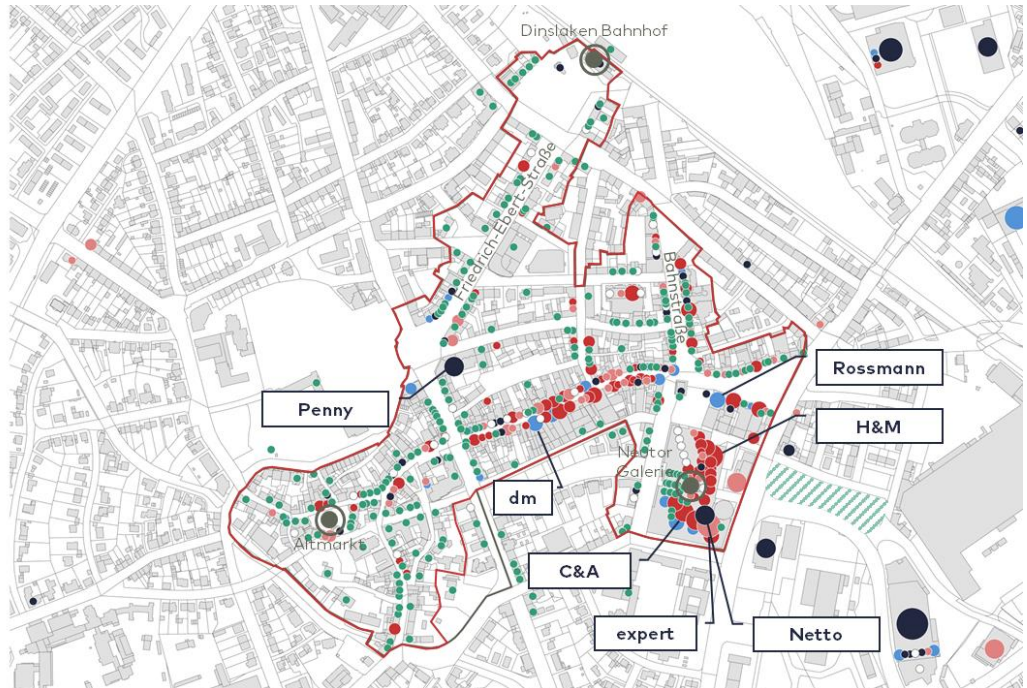 Dinslaken Bahnhof
Friedrich-Ebert-Straße
Bahnstraße
Rossmann
Penny
H&M
Neutor
Galerie
dm
Altmarkt
C&A
expert
Netto